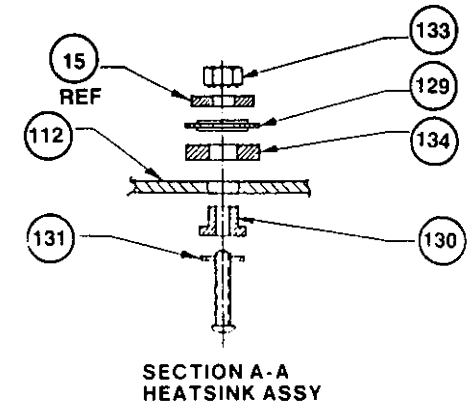 133
15
REF
129
112
134
131
130
SECTION A-A
HEATSINK ASSY